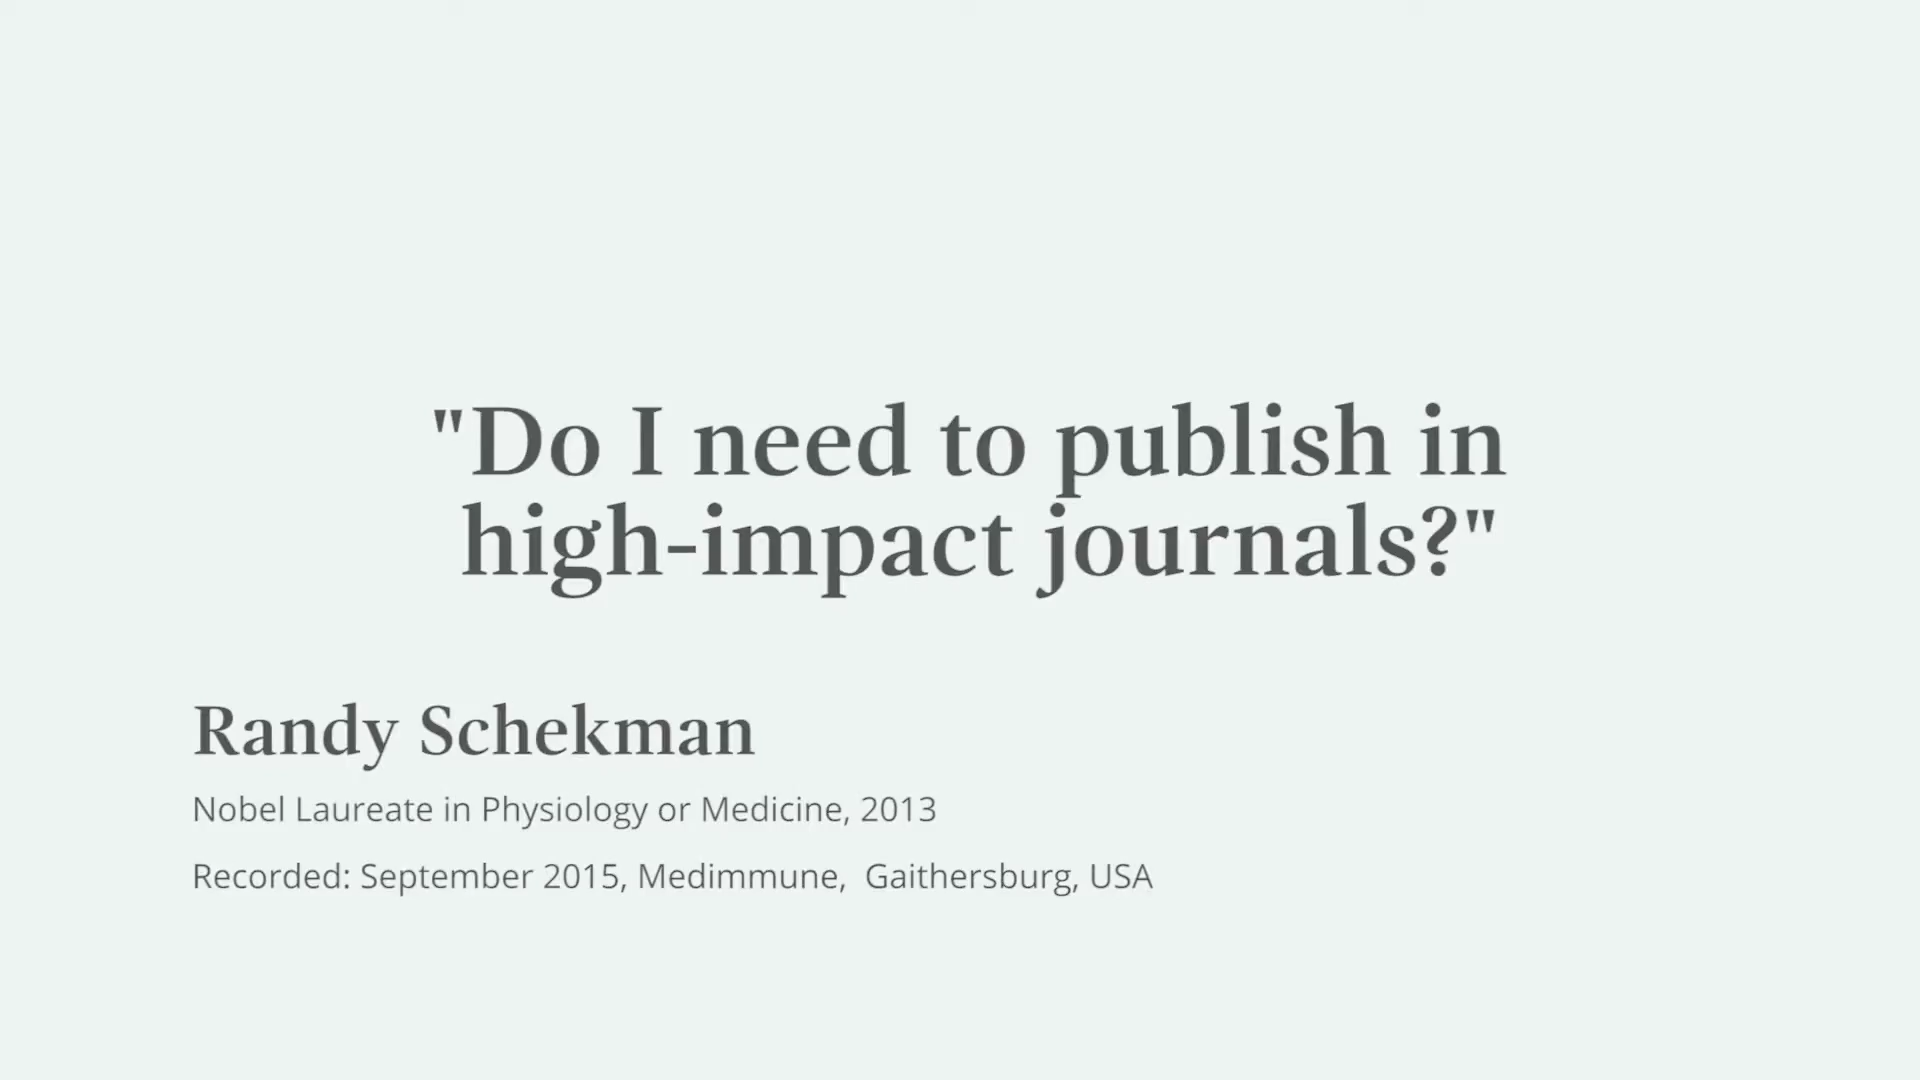 "Do I need to publish in
high-impact journals?"
Randy Schekman
Nobel Laureate in Physiology or Medicine, 2013
Recorded: September 2015, Medimmune,  Gaithersburg, USA